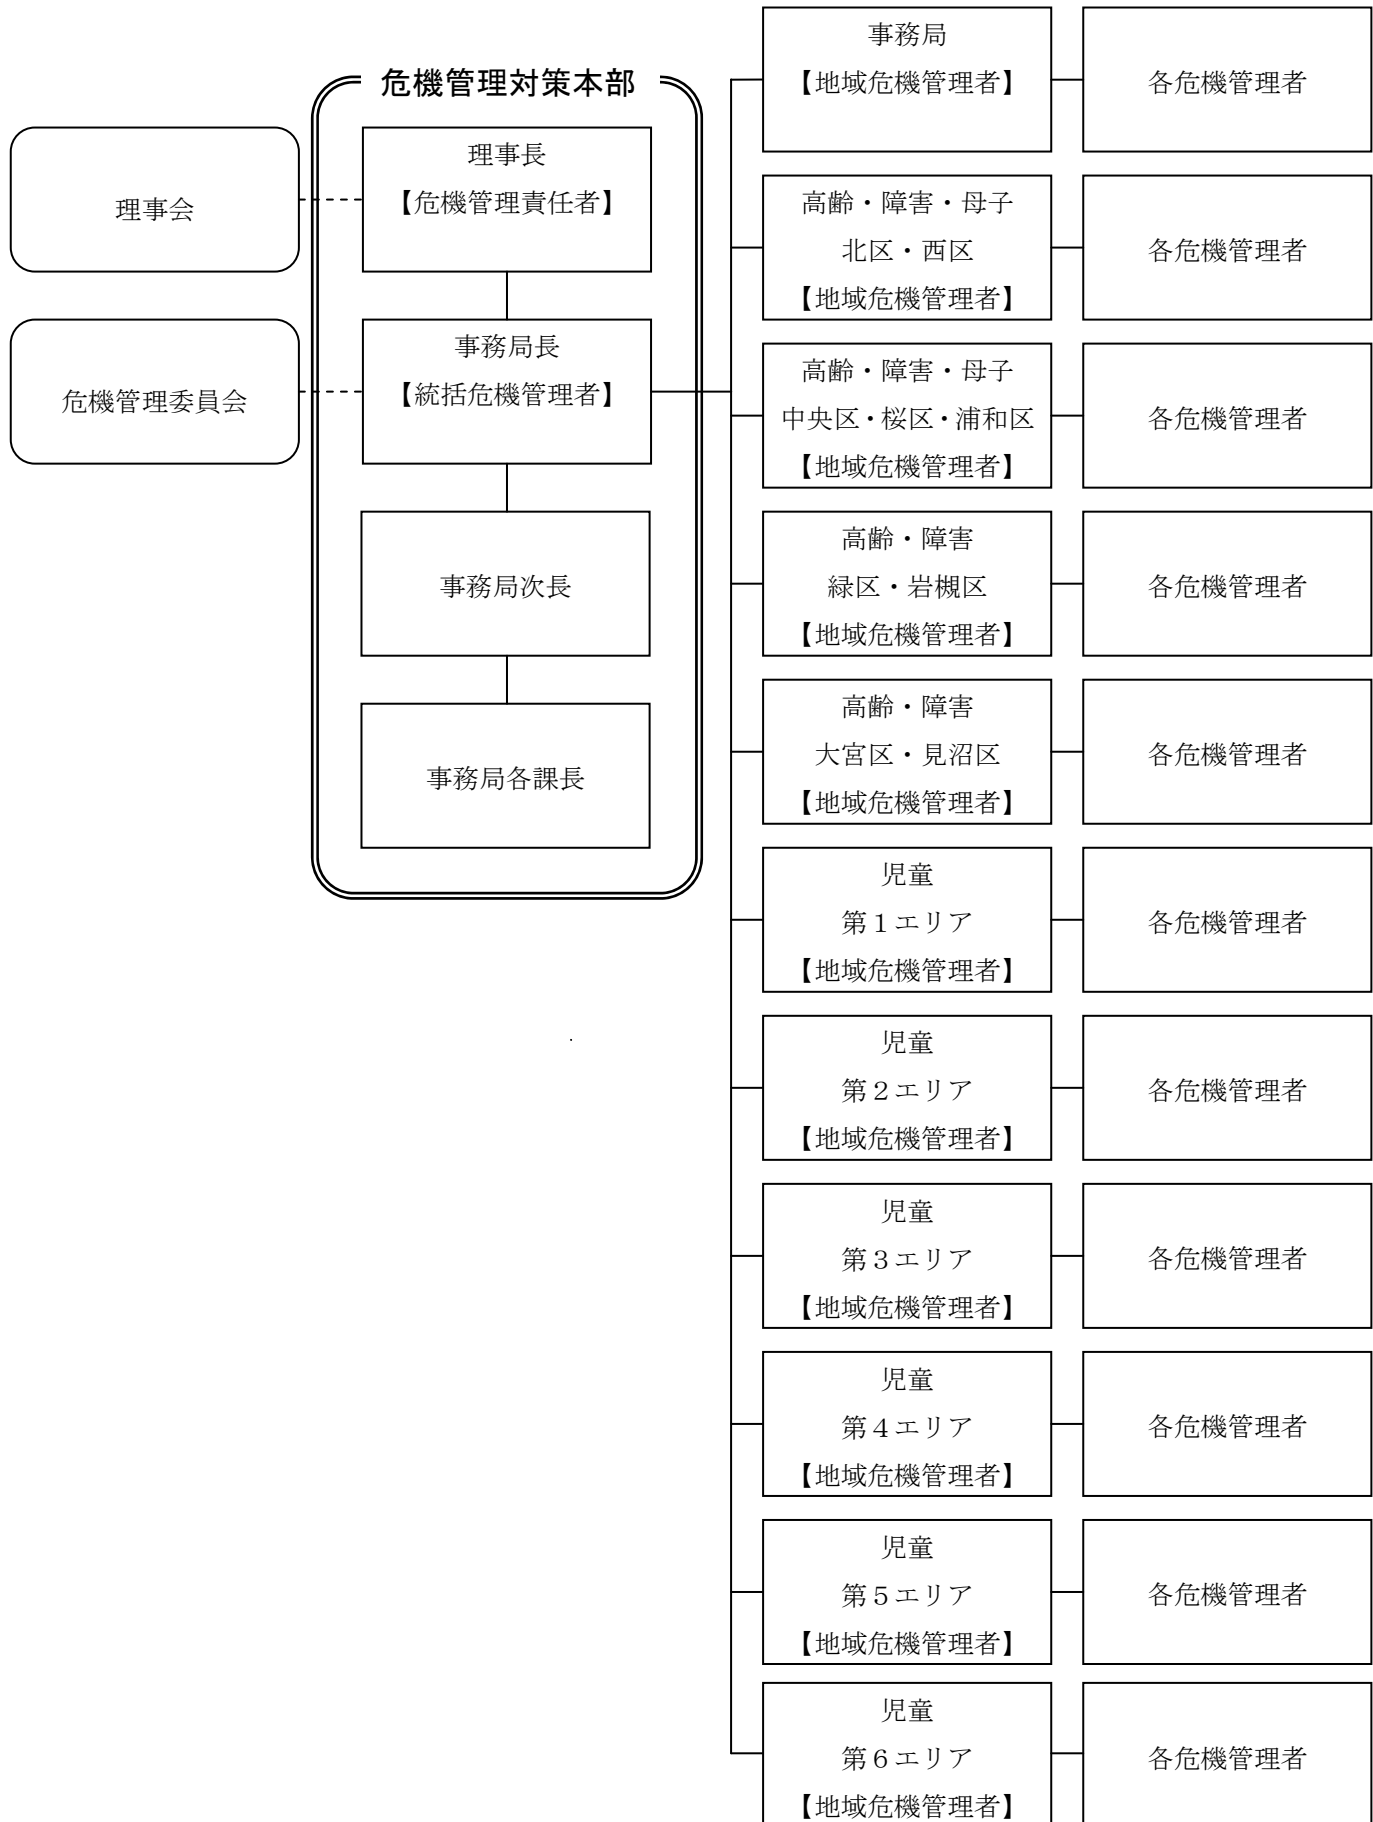 危機管理対策本部
理事会
理事長
【危機管理責任者】
危機管理委員会
事務局長
【統括危機管理者】
事務局次長
事務局各課長
事務局
【地域危機管理者】
各危機管理者
高齢・障害・母子
北区・西区
【地域危機管理者】
各危機管理者
高齢・障害・母子
中央区・桜区・浦和区
【地域危機管理者】
各危機管理者
高齢・障害
緑区・岩槻区
【地域危機管理者】
各危機管理者
高齢・障害
大宮区・見沼区
【地域危機管理者】
各危機管理者
児童
第１エリア
【地域危機管理者】
各危機管理者
児童
第２エリア
【地域危機管理者】
各危機管理者
児童
第３エリア
【地域危機管理者】
各危機管理者
児童
第４エリア
【地域危機管理者】
各危機管理者
児童
第５エリア
【地域危機管理者】
各危機管理者
児童
第６エリア
【地域危機管理者】
各危機管理者